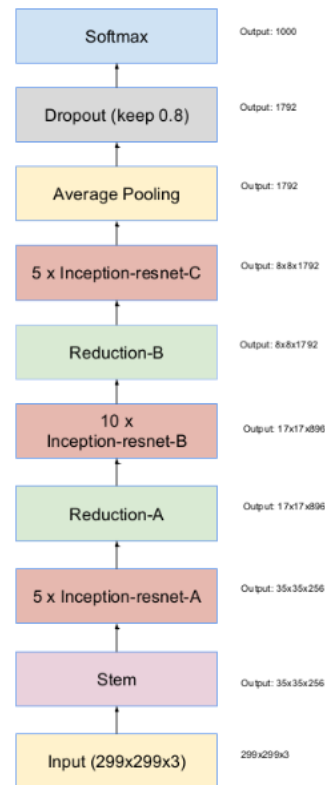 Softmax
Output: 1000
Dropout (keep 0.8)
Output: 1792
Average Pooling
Output: 1792
5 x Inception-resnet-C
Output: 8x8x1792
Reduction-B
Output: 8x8x1792
10 x
Inception-resnet-B
Output: 17x17x896
Reduction-A
Output: 17x17x896
5 x Inception-resnet-A
Output: 35x35x256
Stem
Output: 35x35x256
Input (299x299x3)
299x299x3